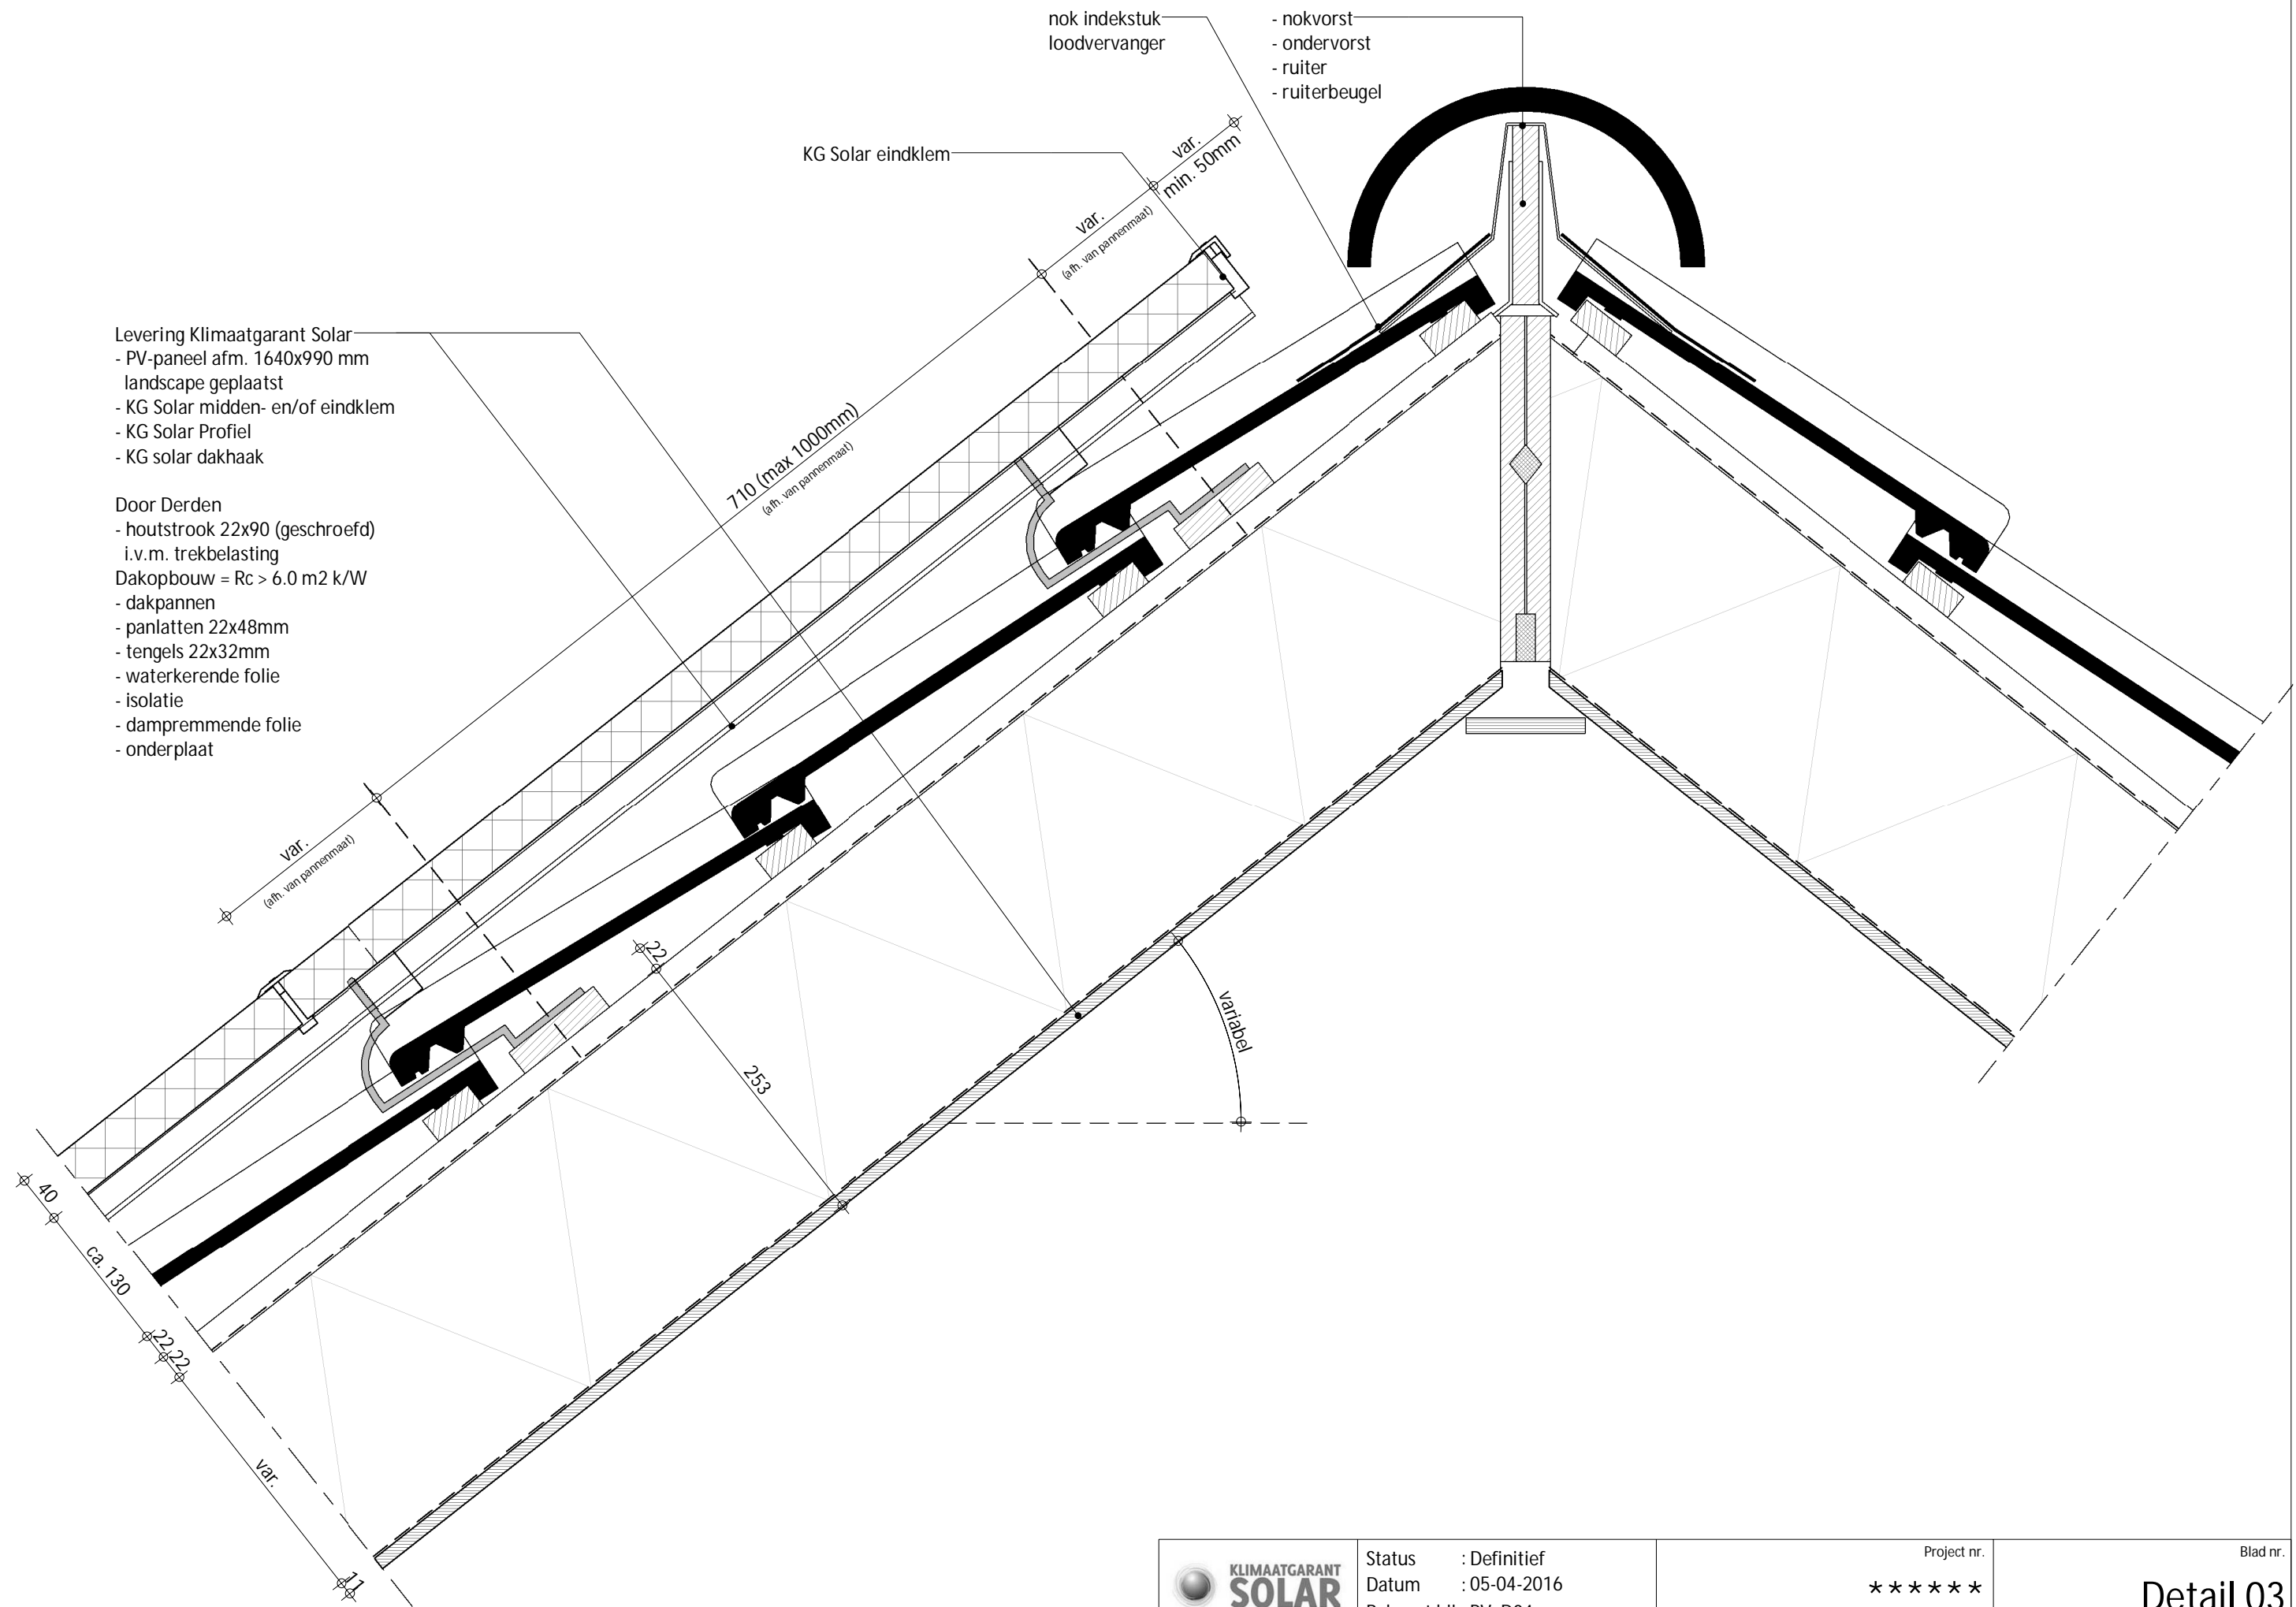 nok indekstuk
loodvervanger
- nokvorst
- ondervorst
- ruiter
- ruiterbeugel
KG Solar eindklem
var.
min. 50mm
var.
(afh. van pannenmaat)
710 (max 1000mm)
(afh. van pannenmaat)
var.
(afh. van pannenmaat)
Levering Klimaatgarant Solar
- PV-paneel afm. 1640x990 mm
landscape geplaatst
- KG Solar midden- en/of eindklem
- KG Solar Profiel
- KG solar dakhaak
Door Derden
- houtstrook 22x90 (geschroefd)
i.v.m. trekbelasting
Dakopbouw = Rc > 6.0 m2 k/W
- dakpannen
- panlatten 22x48mm
- tengels 22x32mm
- waterkerende folie
- isolatie
- dampremmende folie
- onderplaat
22
253
variabel
40
ca. 130
22
22
var.
11
KLIMAATGARANT
SOLAR
Status : Definitief
Datum : 05-04-2016
Project nr.
******
Blad nr.
Detail 03